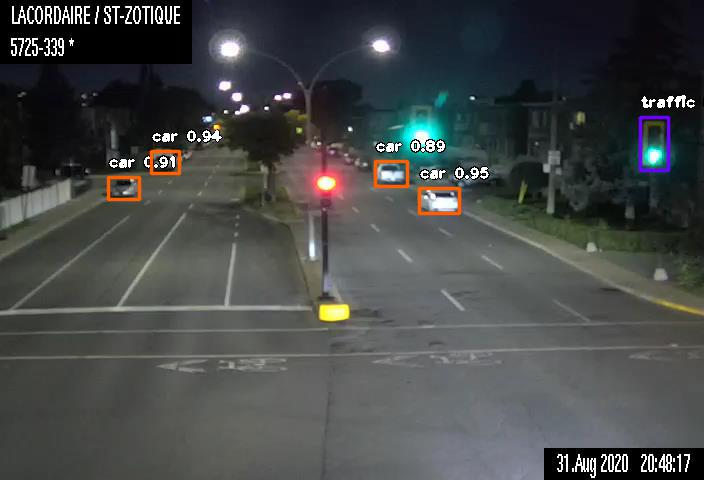 LACORDAIRE / ST-ZOTIQUE
5725-339 *
traffic
car 0.94
car 0.89
car 0.91
car 0.95
31.Aug 2020 20:48:17